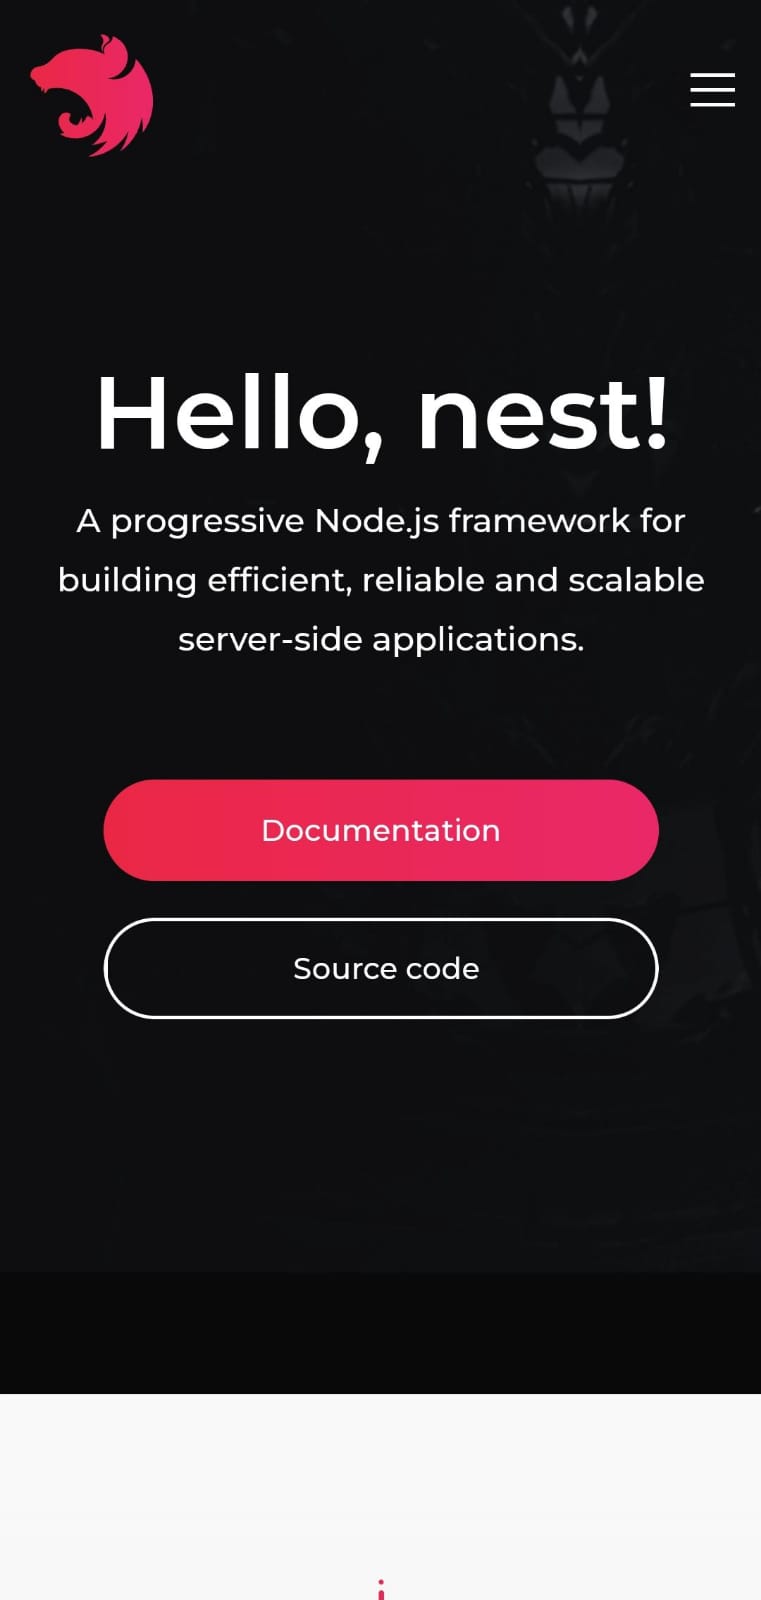 Hello, nest!
A progressive Node.js framework for
building efficient, reliable and scalable
server-side applications.
Documentation
Source code